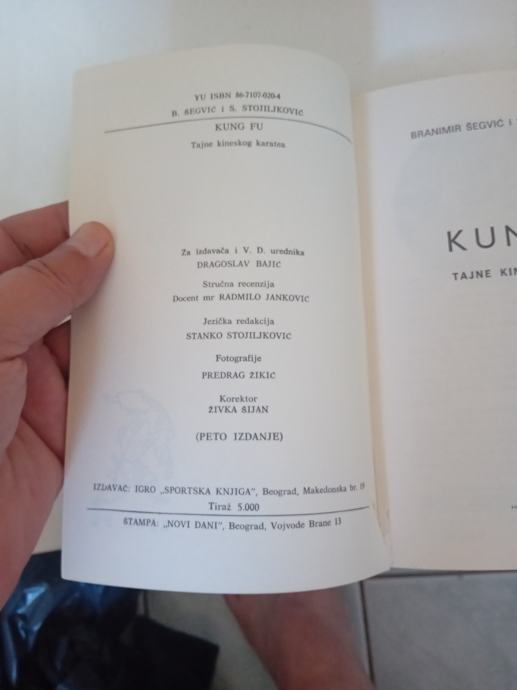 YU ISBN 86-7107-020-4
B. ŠEGVIĆ i S. STOJILJKOVIĆ
KUNG FU
Tajne kineskog karatea
Za izdavača i V. D. urednika
DRAGOSLAV BAJIĆ
Stručna recenzija
Docent mr RADMILO JANKOVIĆ
Jezička redakcija
STANKO STOJILJKOVIĆ
Fotografije
PREDRAG ŽIKIĆ
Korektor
ŽIVKA ŠIJAN
(PETO IZDANJE)
IZDAVAČ: IGRO „SPORTSKA KNJIGA", Beograd, Makedonska br. 19
Tiraž 5.000
ŠTAMPA: „NOVI DANI", Beograd, Vojvode Brane 13
BRANIMIR ŠEGVIĆ I
KUN
TAJNE KIN